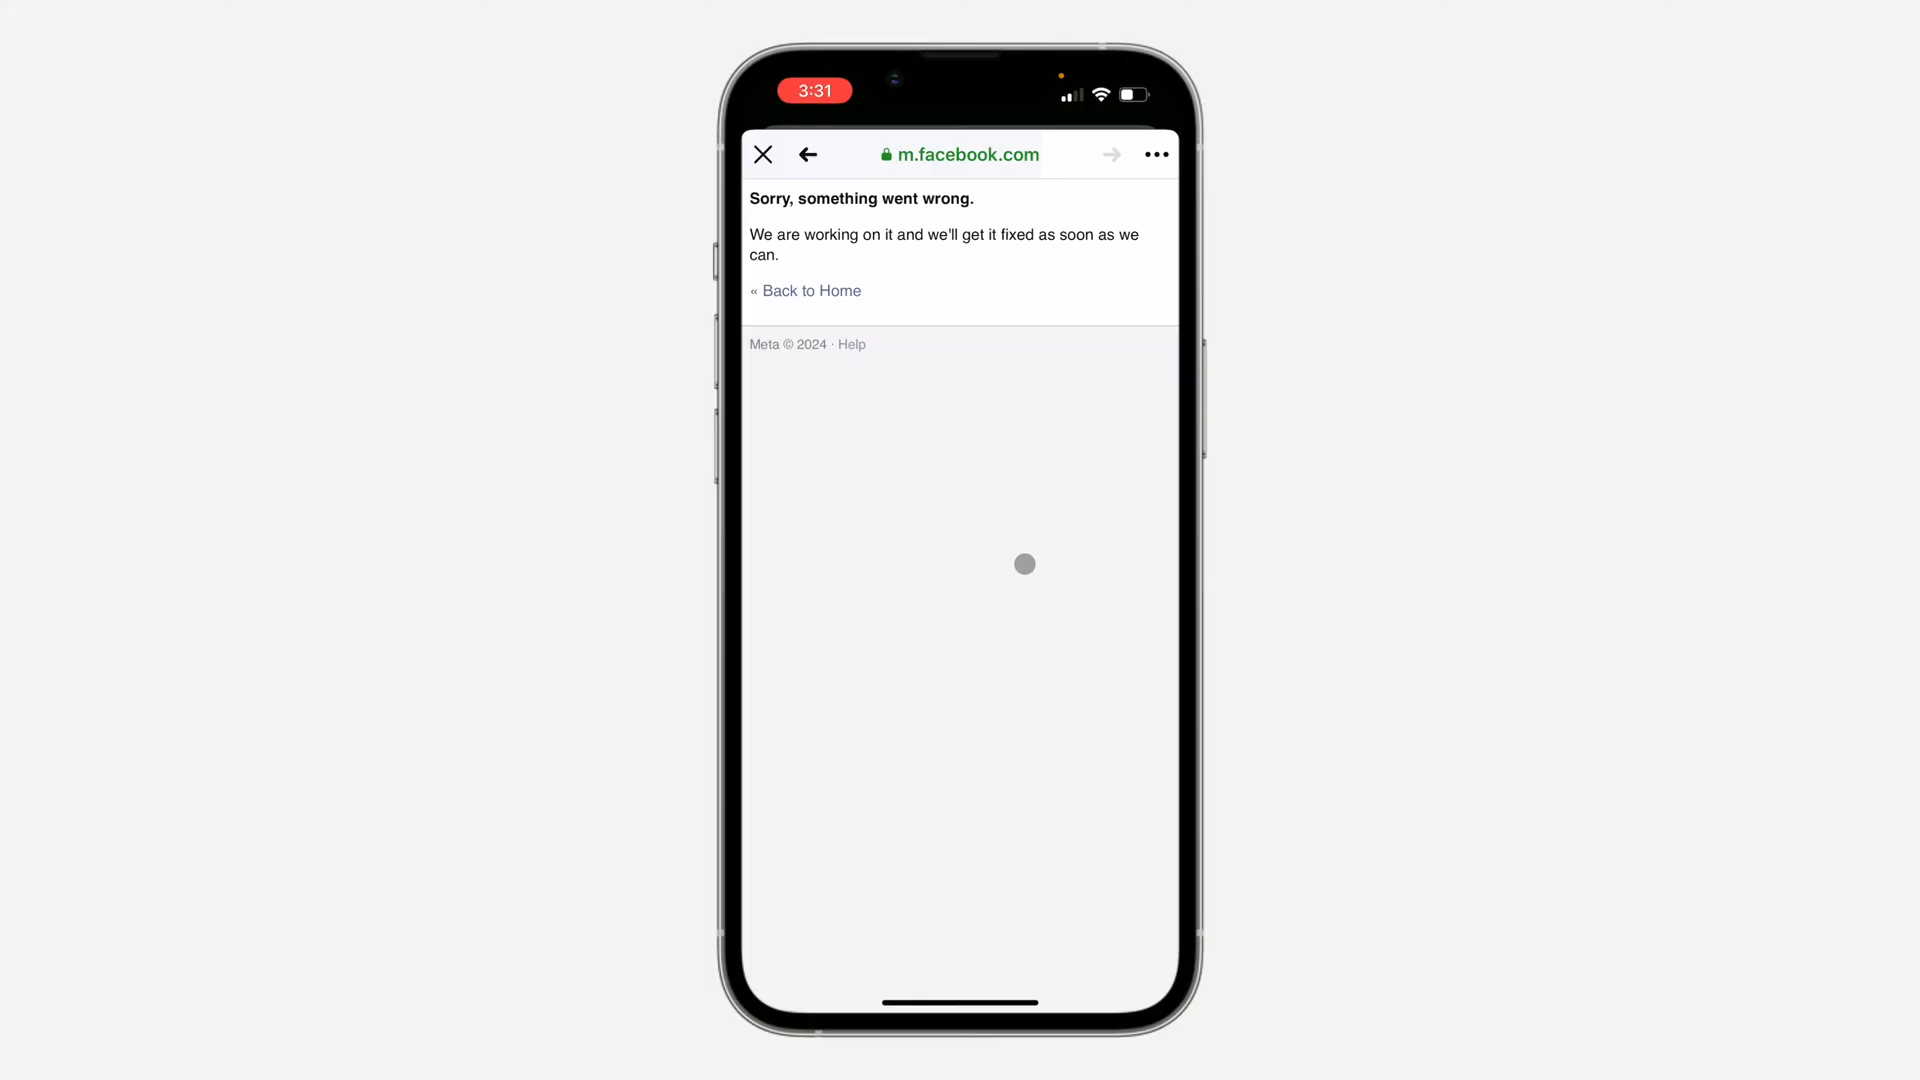 3:31
m.facebook.com
Sorry, something went wrong.
We are working on it and we'll get it fixed as soon as we
can.
« Back to Home
Meta © 2024 · Help